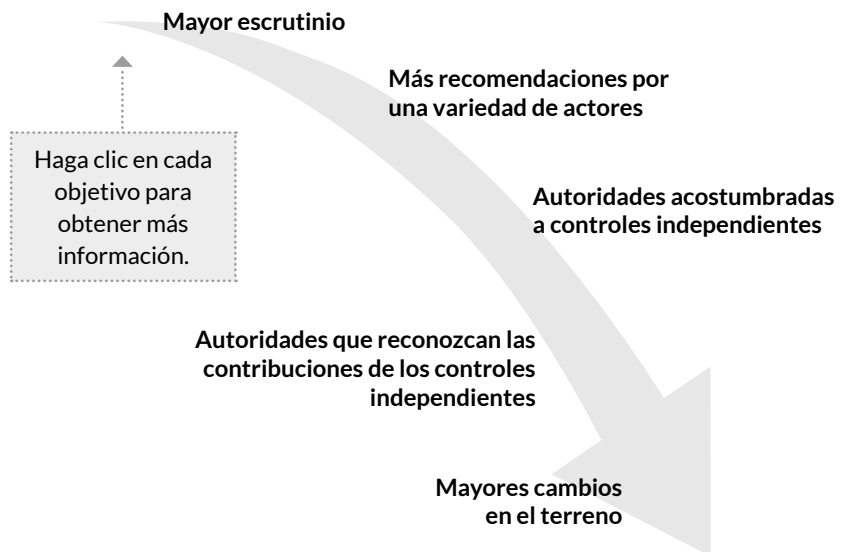 Mayor escrutinio
Más recomendaciones por
una variedad de actores
Haga clic en cada
objetivo para
obtener más
información.
Autoridades acostumbradas
a controles independientes
Autoridades que reconozcan las
contribuciones de los controles
independientes
Mayores cambios
en el terreno